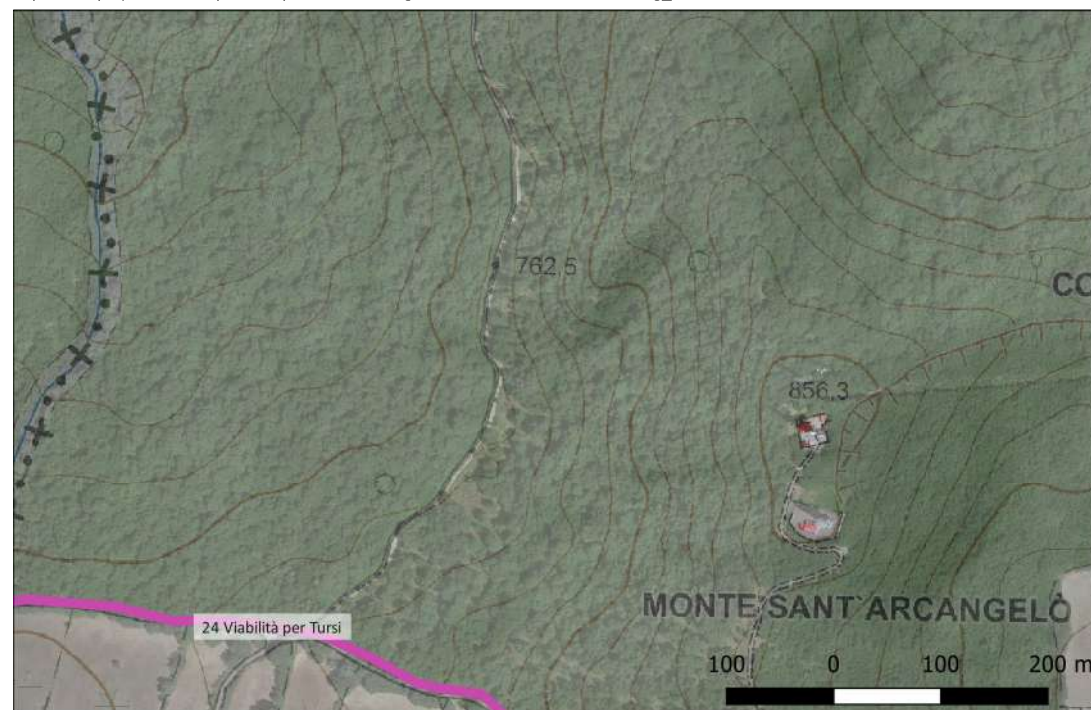 762,5
CO
856,3
MONTE SANT`ARCANGELO
24 Viabilità per Tursi
100 0 100 200 m